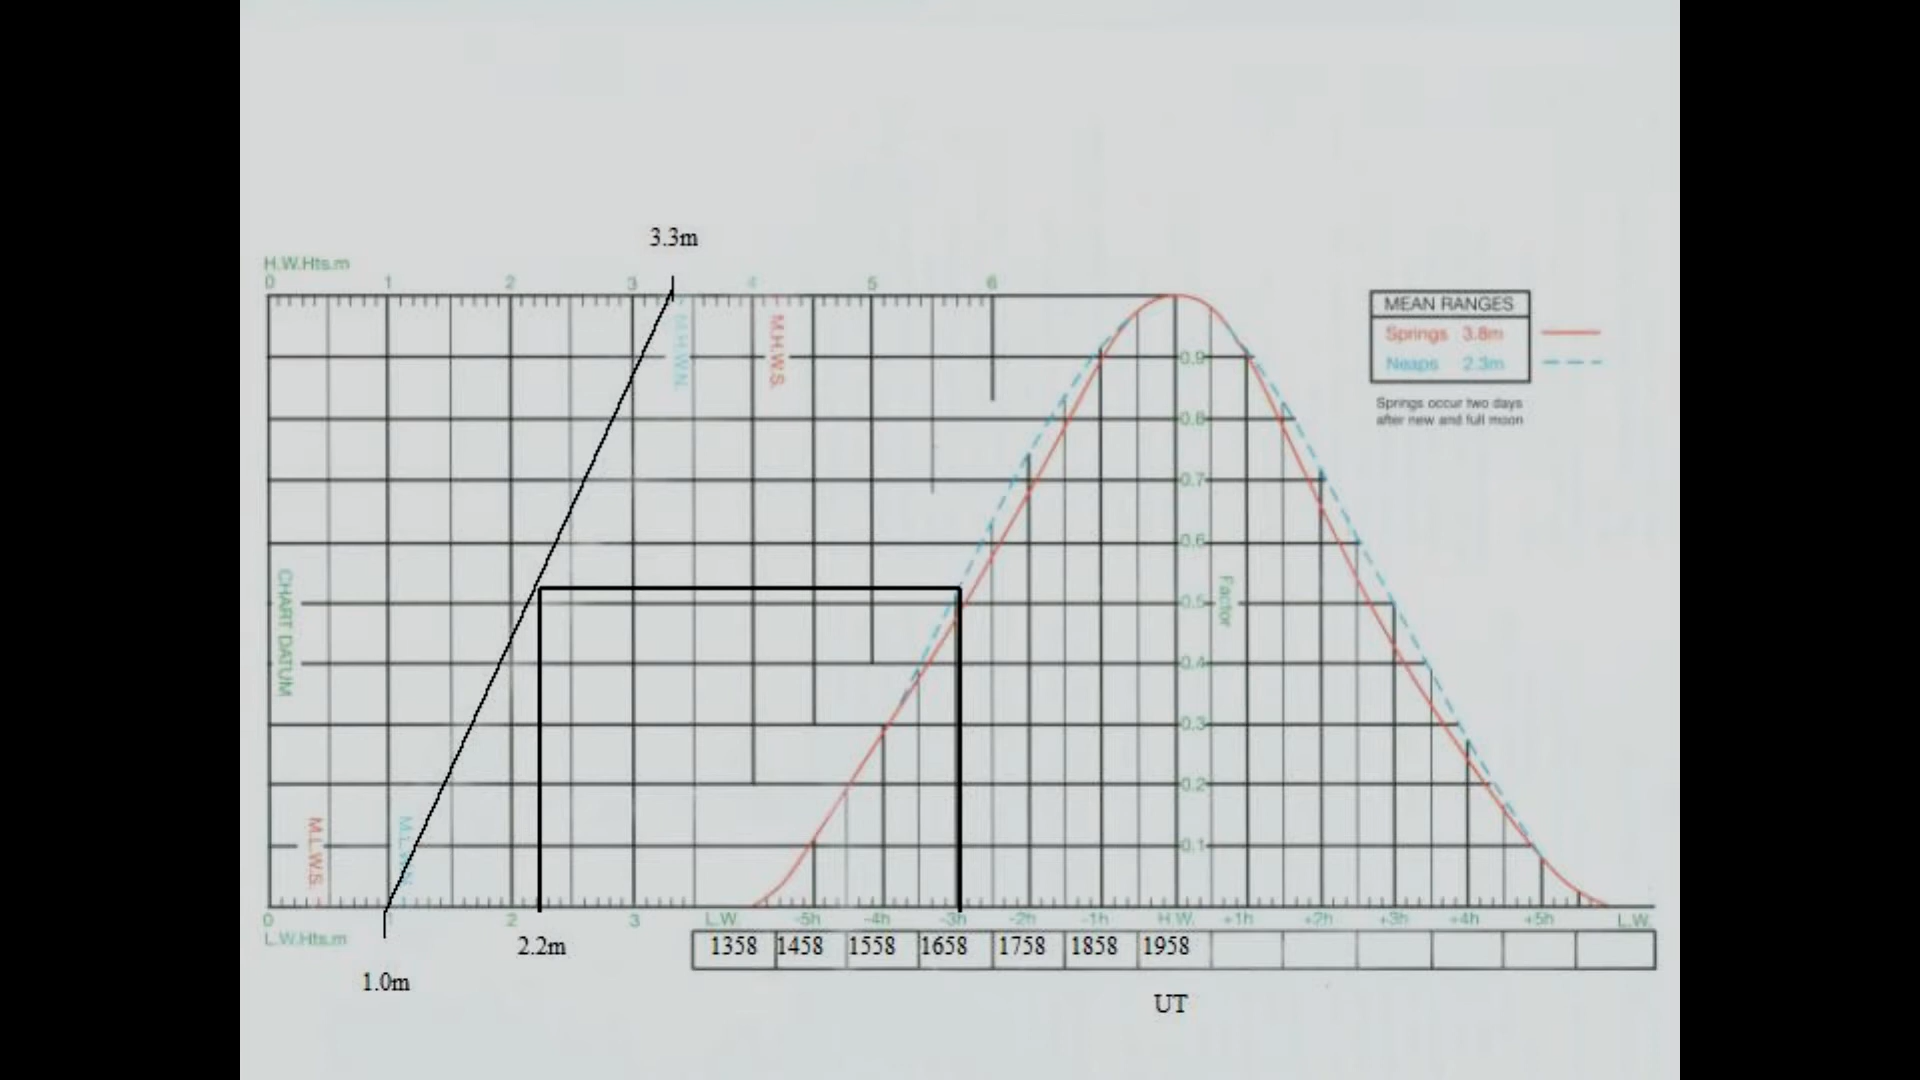 3.3m
H.W.Hts.m
0 1 2 3 4 5 6
MEAN RANGES
Springs 3.8m
Neaps 2.3m
Springs occur two days
after new and full moon
M.H.W.N.
M.H.W.S.
0.9
0.8
0.7
0.6
0.5
0.4
0.3
0.2
0.1
Factor
CHART DATUM
M.L.W.S.
M.L.W.N.
0 1 2 3 L.W. -5h -4h -3h -2h -1h H.W. +1h +2h +3h +4h +5h L.W.
L.W.Hts.m
2.2m
1358 1458 1558 1658 1758 1858 1958
1.0m
UT